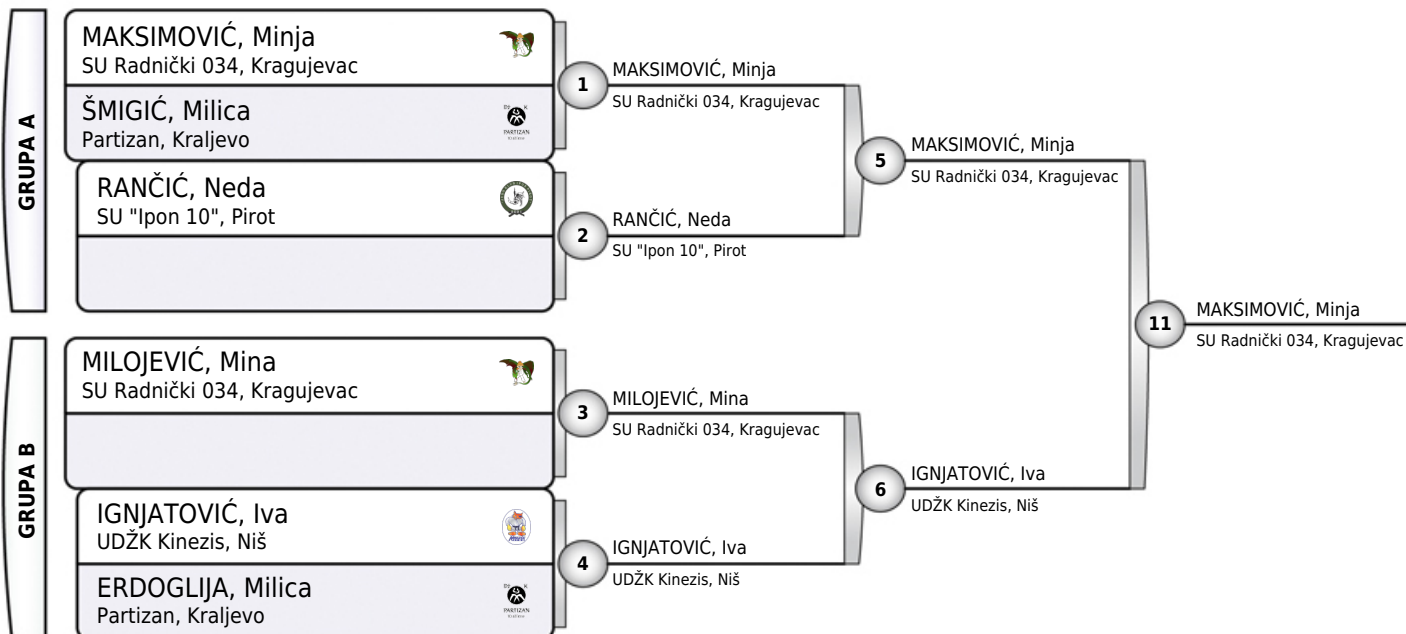 GRUPA A
MAKSIMOVIĆ, Minja
SU Radnički 034, Kragujevac
ŠMIGIĆ, Milica
Partizan, Kraljevo
PARTIZAN
RANČIĆ, Neda
SU "Ipon 10", Pirot
1
MAKSIMOVIĆ, Minja
SU Radnički 034, Kragujevac
2
RANČIĆ, Neda
SU "Ipon 10", Pirot
5
MAKSIMOVIĆ, Minja
SU Radnički 034, Kragujevac
GRUPA B
MILOJEVIĆ, Mina
SU Radnički 034, Kragujevac
IGNJATOVIĆ, Iva
UDŽK Kinezis, Niš
ERDOGLIJA, Milica
Partizan, Kraljevo
PARTIZAN
3
MILOJEVIĆ, Mina
SU Radnički 034, Kragujevac
4
IGNJATOVIĆ, Iva
UDŽK Kinezis, Niš
6
IGNJATOVIĆ, Iva
UDŽK Kinezis, Niš
11
MAKSIMOVIĆ, Minja
SU Radnički 034, Kragujevac